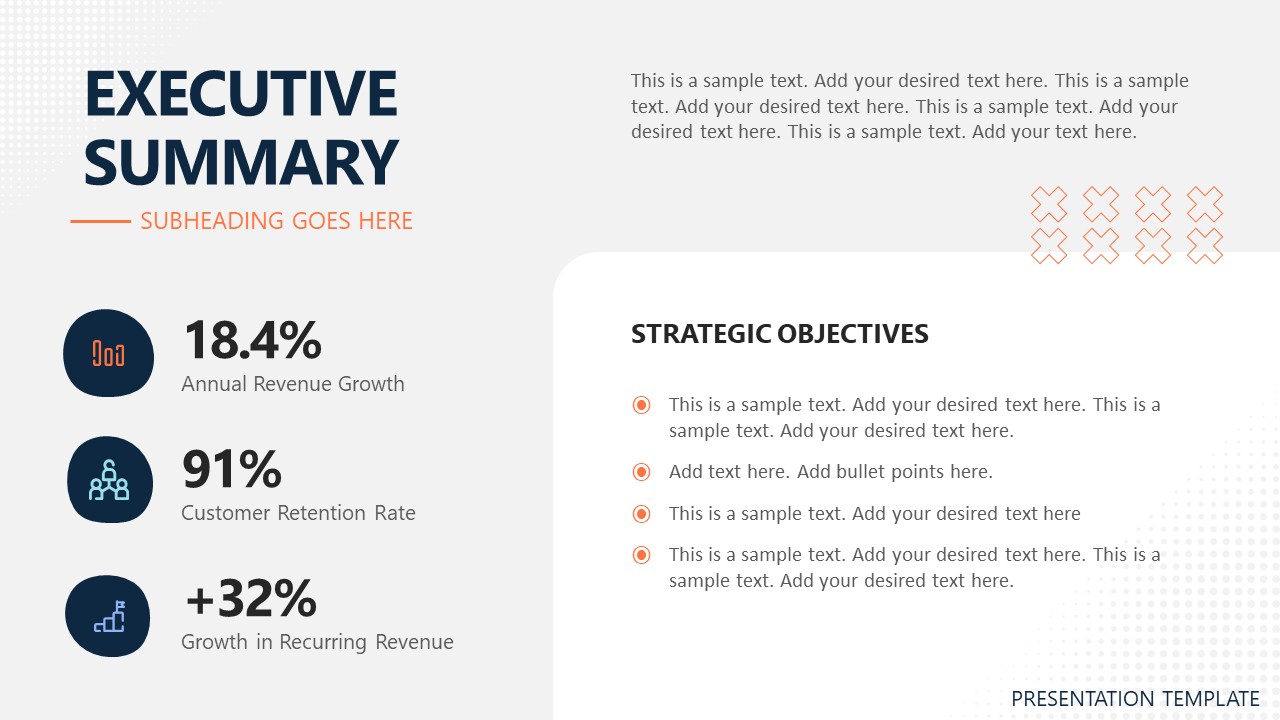 EXECUTIVE
SUMMARY
SUBHEADING GOES HERE
This is a sample text. Add your desired text here. This is a sample
text. Add your desired text here. This is a sample text. Add your
desired text here. This is a sample text. Add your text here.
18.4%
Annual Revenue Growth
91%
Customer Retention Rate
+32%
Growth in Recurring Revenue
STRATEGIC OBJECTIVES
This is a sample text. Add your desired text here. This is a
sample text. Add your desired text here.
Add text here. Add bullet points here.
This is a sample text. Add your desired text here
This is a sample text. Add your desired text here. This is a
sample text. Add your desired text here.
PRESENTATION TEMPLATE